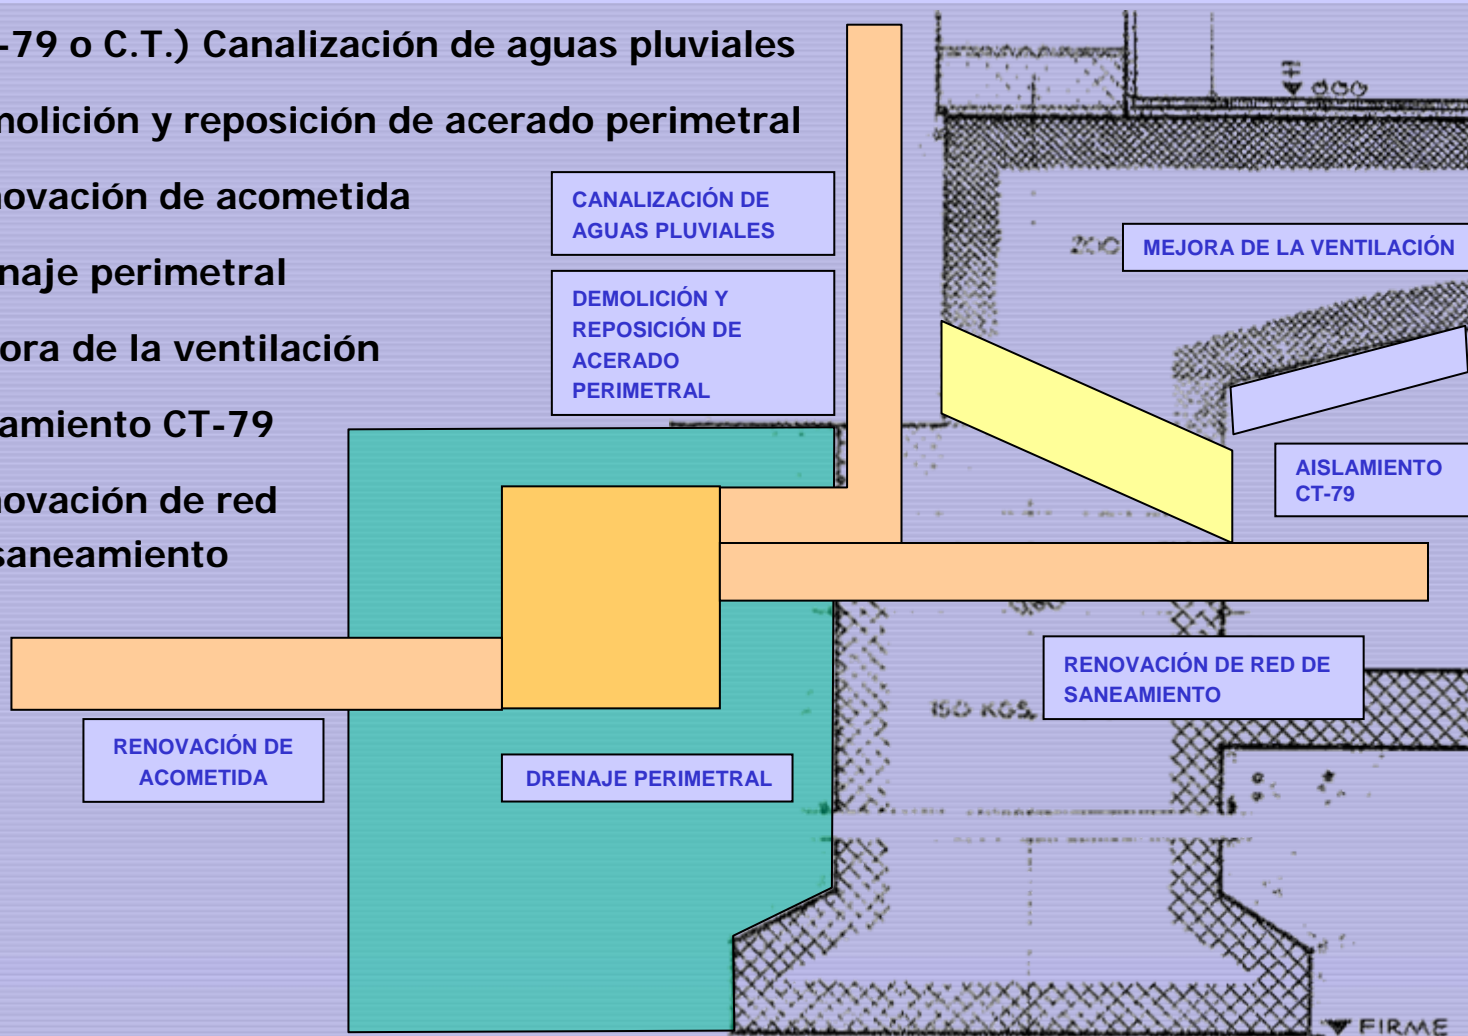 -79 o C.T.) Canalización de aguas pluviales
molición y reposición de acerado perimetral
novación de acometida
naje perimetral
ora de la ventilación
amiento CT-79
novación de red
saneamiento
CANALIZACIÓN DE
AGUAS PLUVIALES
DEMOLICIÓN Y
REPOSICIÓN DE
ACERADO
PERIMETRAL
MEJORA DE LA VENTILACIÓN
AISLAMIENTO
CT-79
RENOVACIÓN DE RED DE
SANEAMIENTO
150 KGS.
RENOVACIÓN DE
ACOMETIDA
DRENAJE PERIMETRAL
FIRME